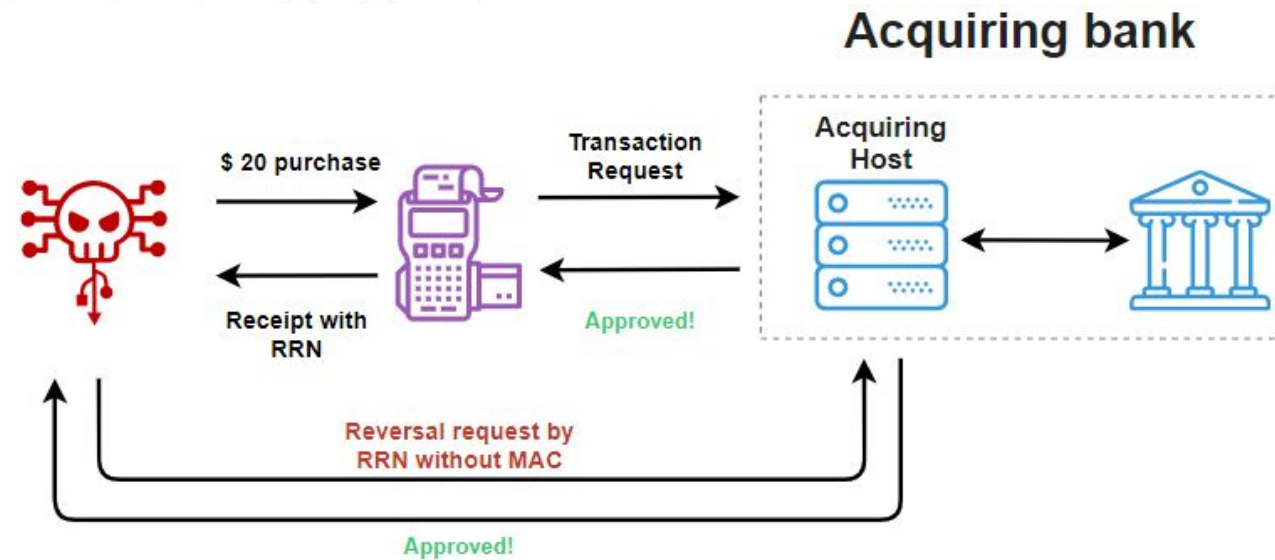 Acquiring bank
Acquiring
Host
$ 20 purchase
Transaction
Request
Receipt with
RRN
Approved!
Reversal request by
RRN without MAC
Approved!